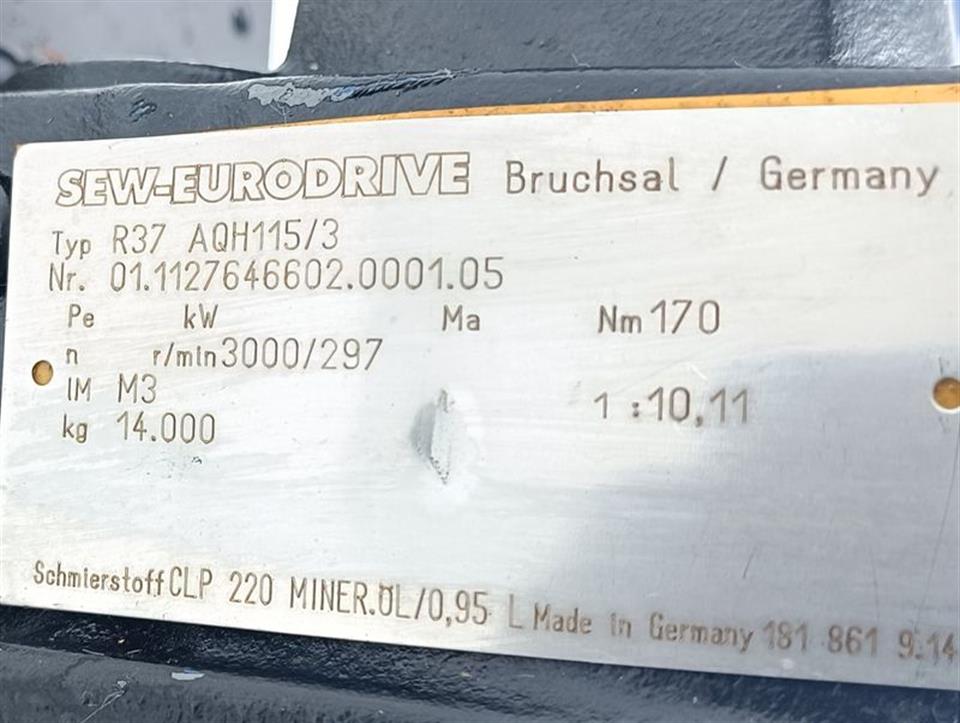 SEW-EURODRIVE Bruchsal / Germany
Typ R37 AQH115/3
Nr. 01.1127646602.0001.05
Pe kW Ma Nm 170
n r/min 3000/297
IM M3 1 :10,11
kg 14.000
Schmierstoff CLP 220 MINER.ÖL/0,95 L Made in Germany 181 861 9.14